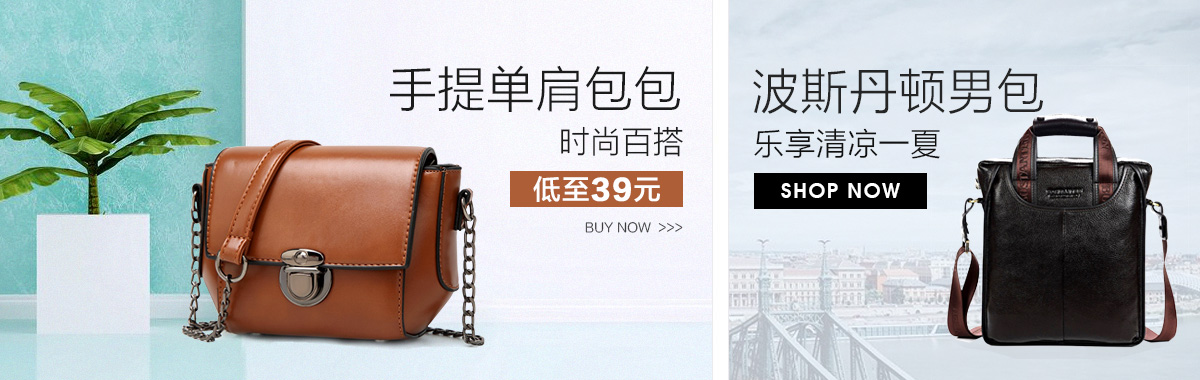 手提单肩包包
时尚百搭
低至39元
BUY NOW >>>
波斯丹顿男包
乐享清凉一夏
SHOP NOW